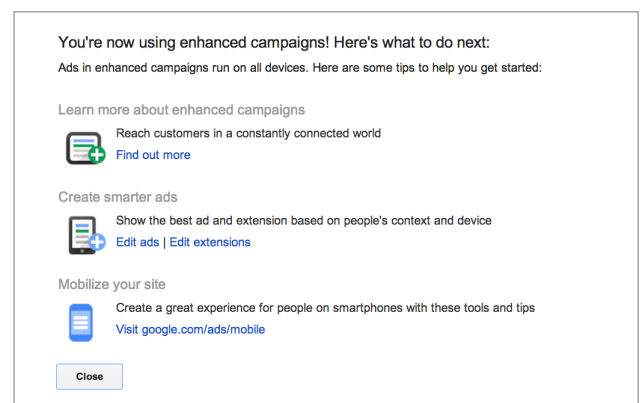 You're now using enhanced campaigns! Here's what to do next:
Ads in enhanced campaigns run on all devices. Here are some tips to help you get started:
Learn more about enhanced campaigns
Reach customers in a constantly connected world
Find out more
Create smarter ads
Show the best ad and extension based on people's context and device
Edit ads | Edit extensions
Mobilize your site
Create a great experience for people on smartphones with these tools and tips
Visit google.com/ads/mobile
Close